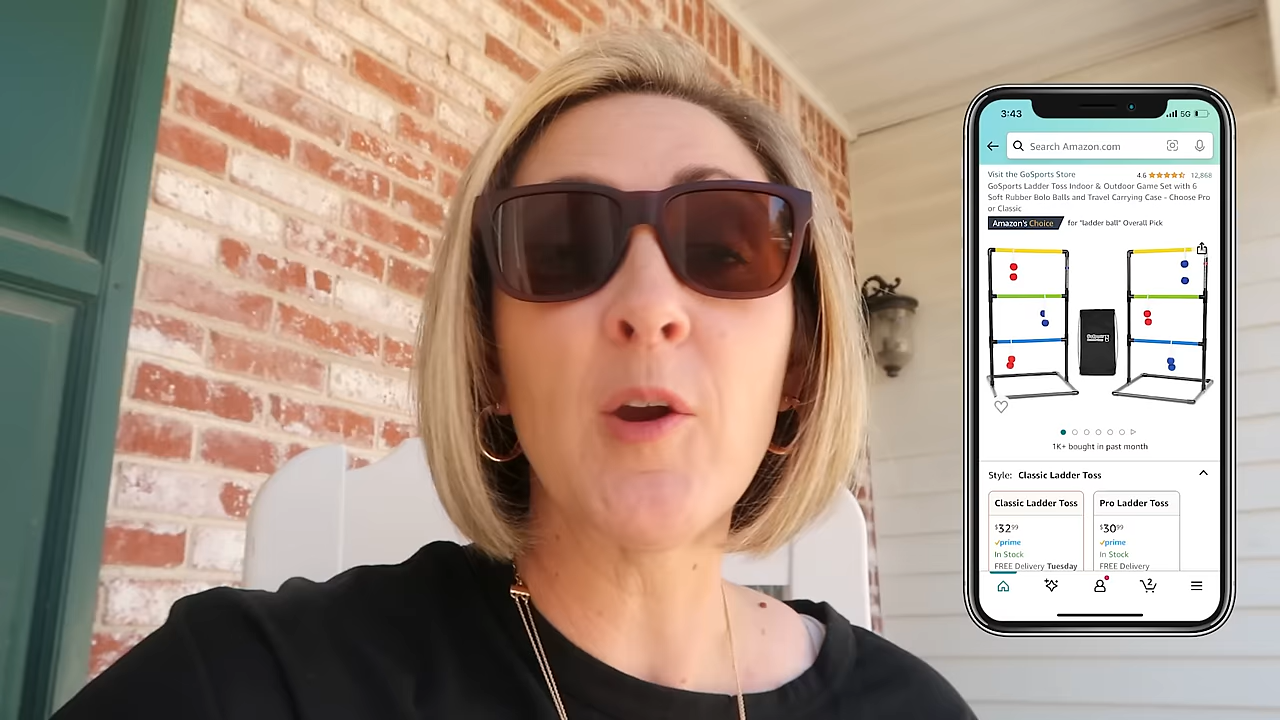 3:43
5G
Search Amazon.com
Visit the GoSports Store
4.6
12,868
GoSports Ladder Toss Indoor & Outdoor Game Set with 6
Soft Rubber Bolo Balls and Travel Carrying Case - Choose Pro
or Classic
Amazon's Choice for "ladder ball" Overall Pick
GoSports
1K+ bought in past month
Style: Classic Ladder Toss
Classic Ladder Toss
$32.99
prime
In Stock
FREE Delivery Tuesday
Pro Ladder Toss
$30.99
prime
In Stock
FREE Delivery
2